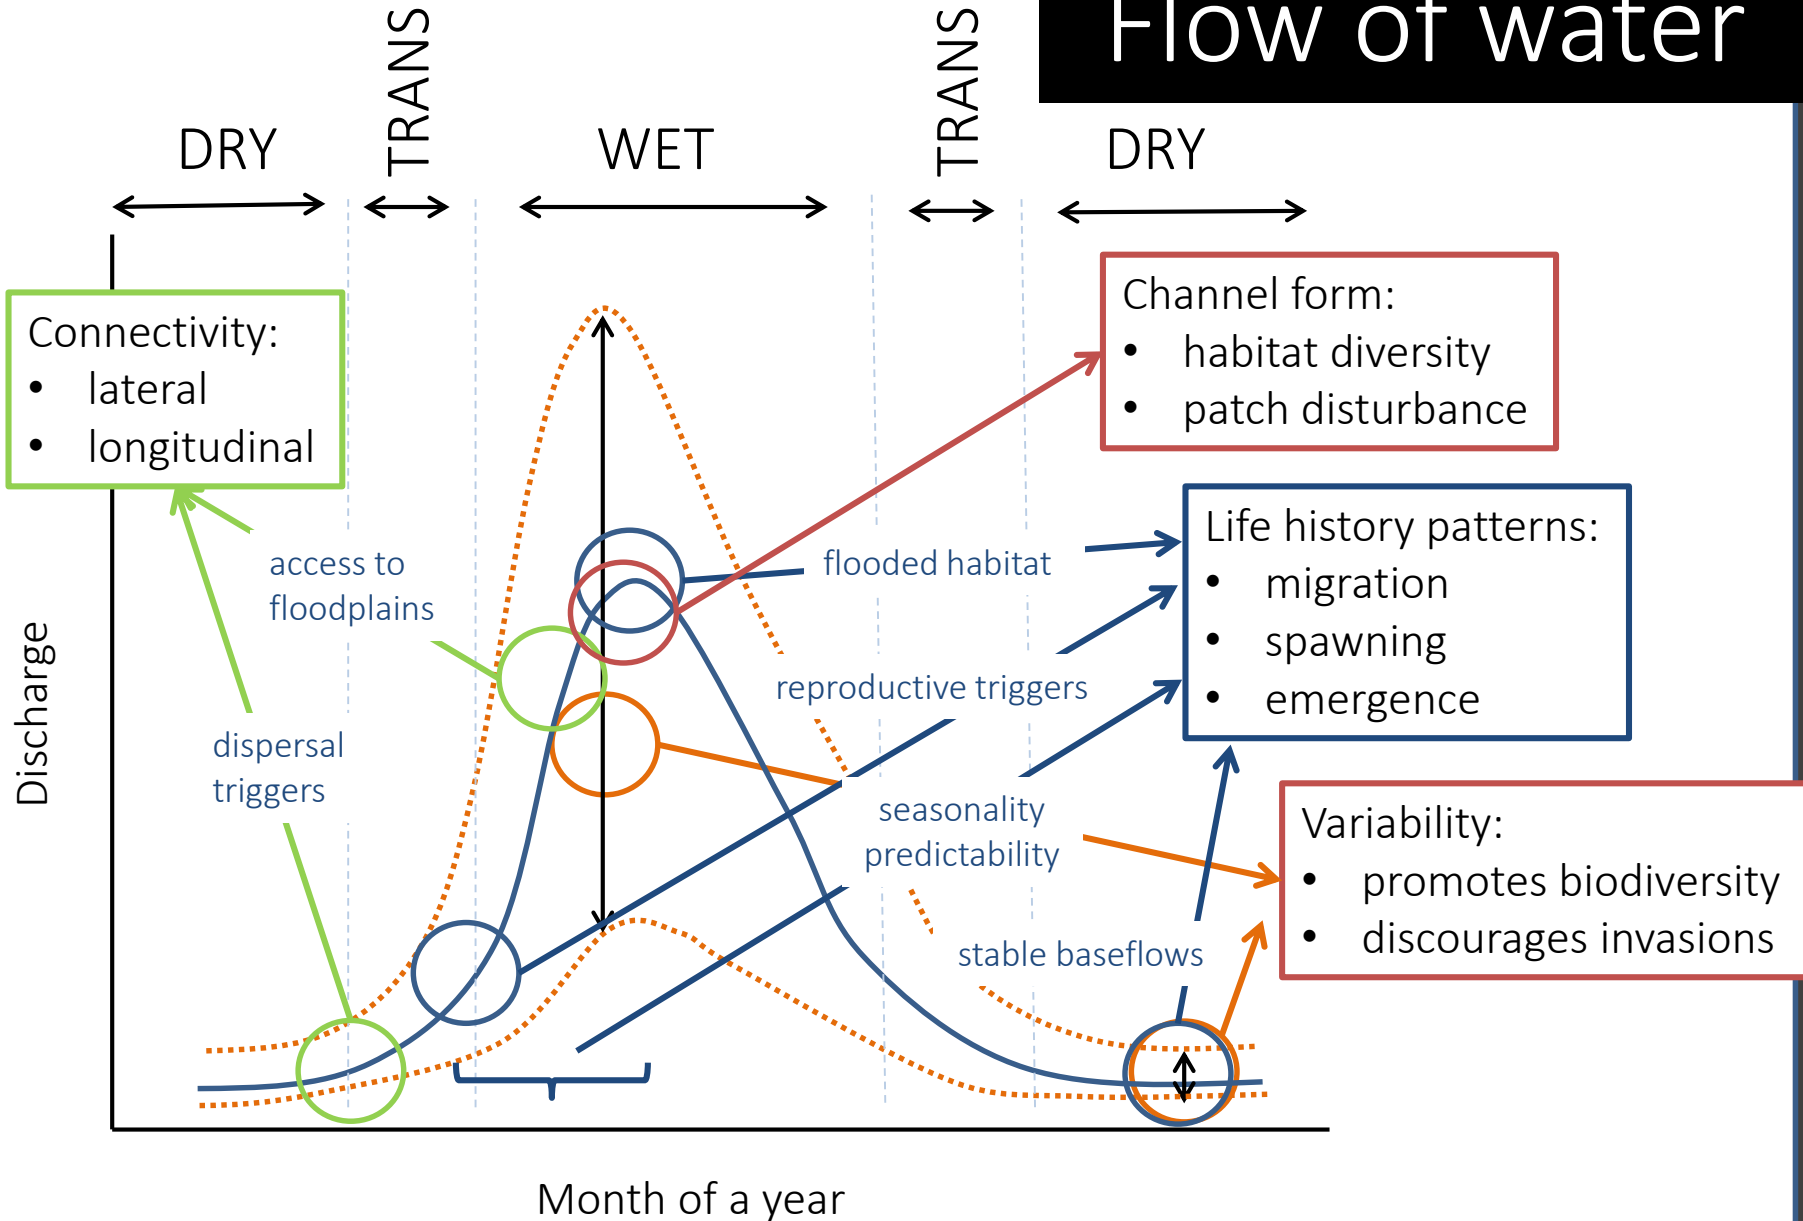 Flow of water
DRY
TRANS
WET
TRANS
DRY
Connectivity:
• lateral
• longitudinal
Channel form:
• habitat diversity
• patch disturbance
Life history patterns:
• migration
• spawning
• emergence
Variability:
• promotes biodiversity
• discourages invasions
access to
floodplains
dispersal
triggers
flooded habitat
reproductive triggers
seasonality
predictability
stable baseflows
Discharge
Month of a year